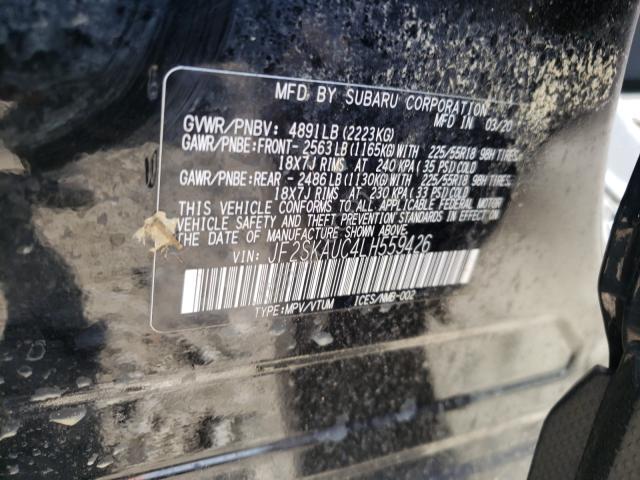 MFD BY SUBARU CORPORATION
MFD IN 03/20
GVWR/PNBV: 4891LB(2223KG)
GAWR/PNBE:FRONT- 2563LB(1165KG)WITH 225/55R18 98H TIRES,
18X7J RIMS AT 240 KPA(35 PSI)COLD
GAWR/PNBE:REAR - 2486LB(1130KG)WITH 225/55R18 98H TIRES,
18X7J RIMS AT 230 KPA(33 PSI)COLD
THIS VEHICLE CONFORMS TO ALL APPLICABLE FEDERAL MOTOR
VEHICLE SAFETY AND THEFT PREVENTION STANDARDS IN EFFECT ON
THE DATE OF MANUFACTURE SHOWN ABOVE.
VIN: JF2SKAUC4LH559426
TYPE:MPV/VTUM ICES/NMB-002